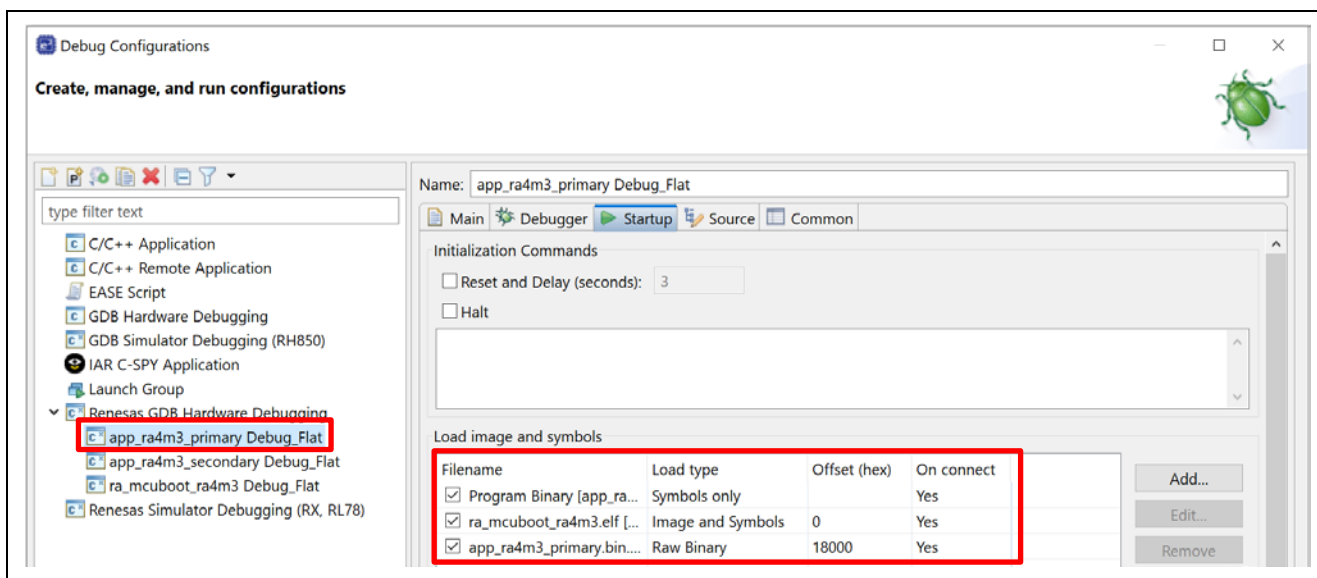 Debug Configurations
Create, manage, and run configurations
type filter text
C/C++ Application
C/C++ Remote Application
EASE Script
GDB Hardware Debugging
GDB Simulator Debugging (RH850)
IAR C-SPY Application
Launch Group
Renesas GDB Hardware Debugging
app_ra4m3_primary Debug_Flat
app_ra4m3_secondary Debug_Flat
ra_mcuboot_ra4m3 Debug_Flat
Renesas Simulator Debugging (RX, RL78)
Name: app_ra4m3_primary Debug_Flat
Main Debugger Startup Source Common
Initialization Commands
Reset and Delay (seconds): 3
Halt
Load image and symbols
Filename Load type Offset (hex) On connect
Program Binary [app_ra... Symbols only Yes
ra_mcuboot_ra4m3.elf [... Image and Symbols 0 Yes
app_ra4m3_primary.bin.... Raw Binary 18000 Yes
Add...
Edit...
Remove